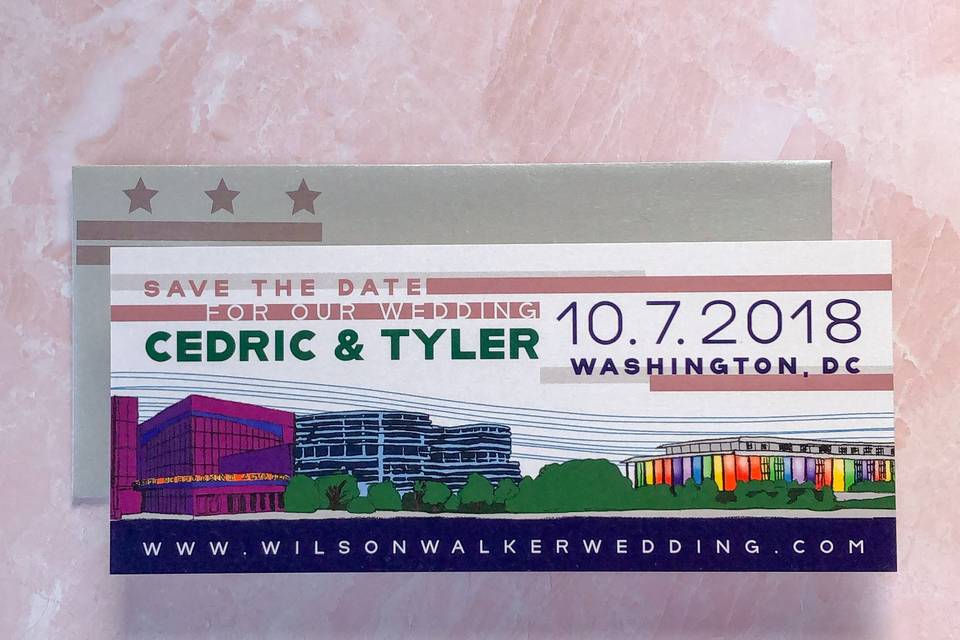 SAVE THE DATE
FOR OUR WEDDING
CEDRIC & TYLER
10.7.2018
WASHINGTON, DC
WWW.WILSONWALKERWEDDING.COM